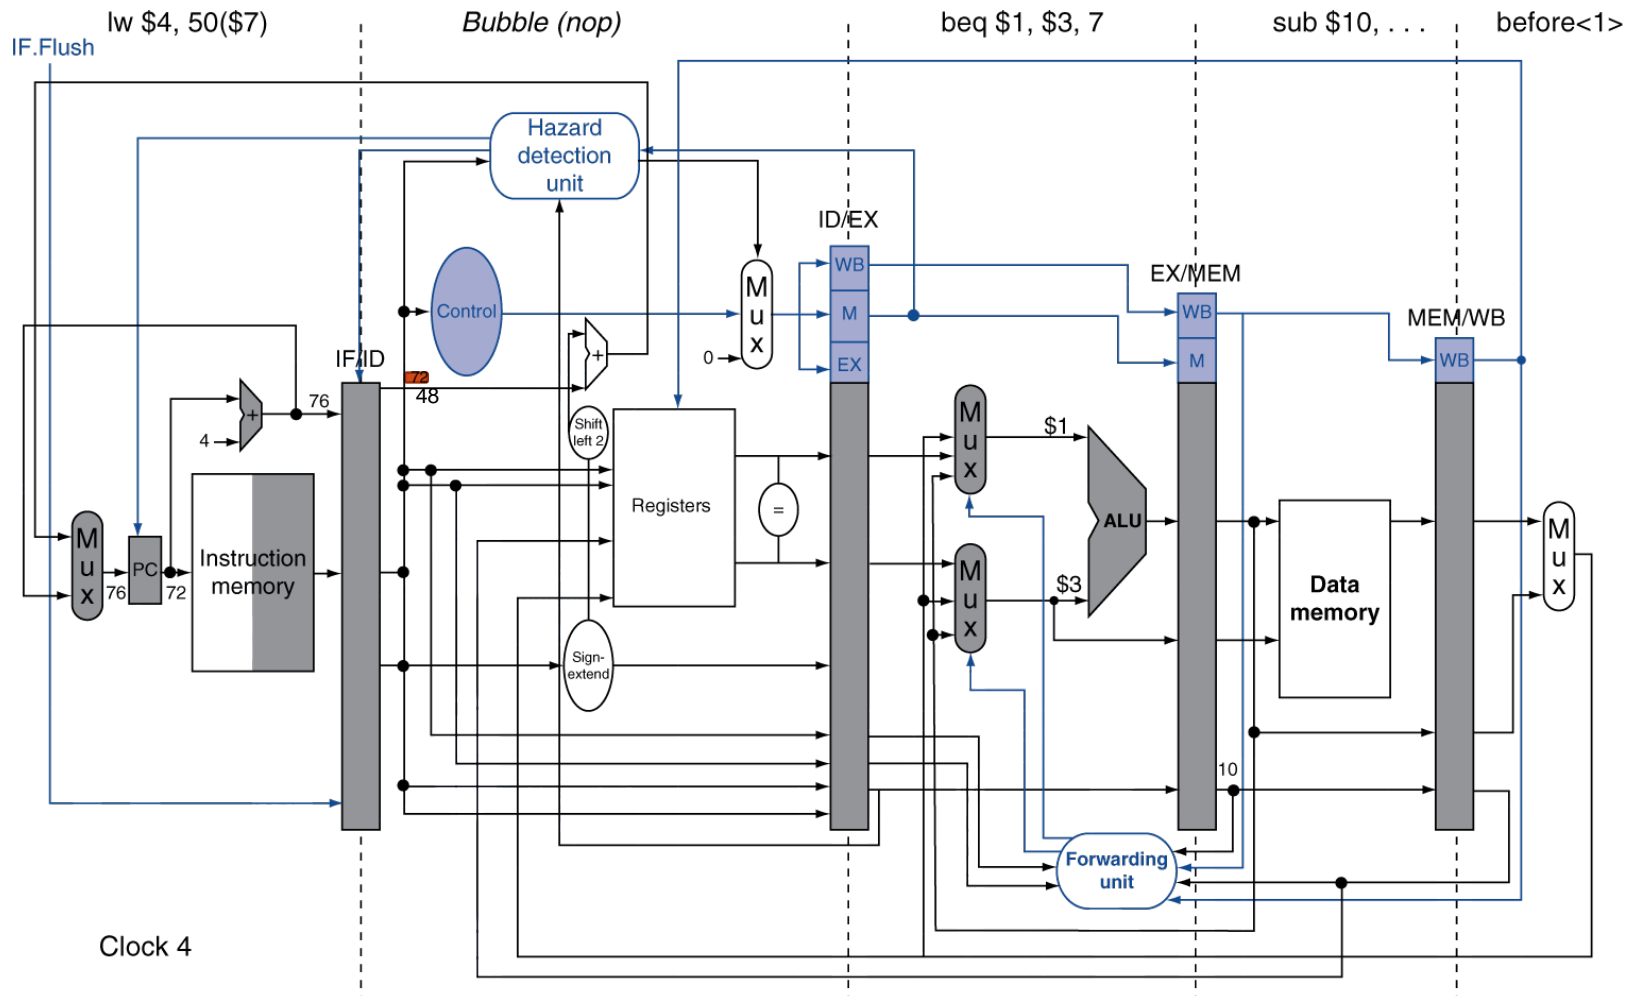 lw $4, 50($7)
Bubble (nop)
beq $1, $3, 7
sub $10, . . .
before<1>
IF.Flush
Hazard
detection
unit
ID/EX
WB
M
EX
Control
M
u
x
0
EX/MEM
WB
M
MEM/WB
WB
IF/ID
72
48
+
+
76
4
Shift
left 2
Registers
=
M
u
x
$1
ALU
M
u
x
$3
M
u
x
76
PC
72
Instruction
memory
Data
memory
M
u
x
Sign-
extend
10
Forwarding
unit
Clock 4